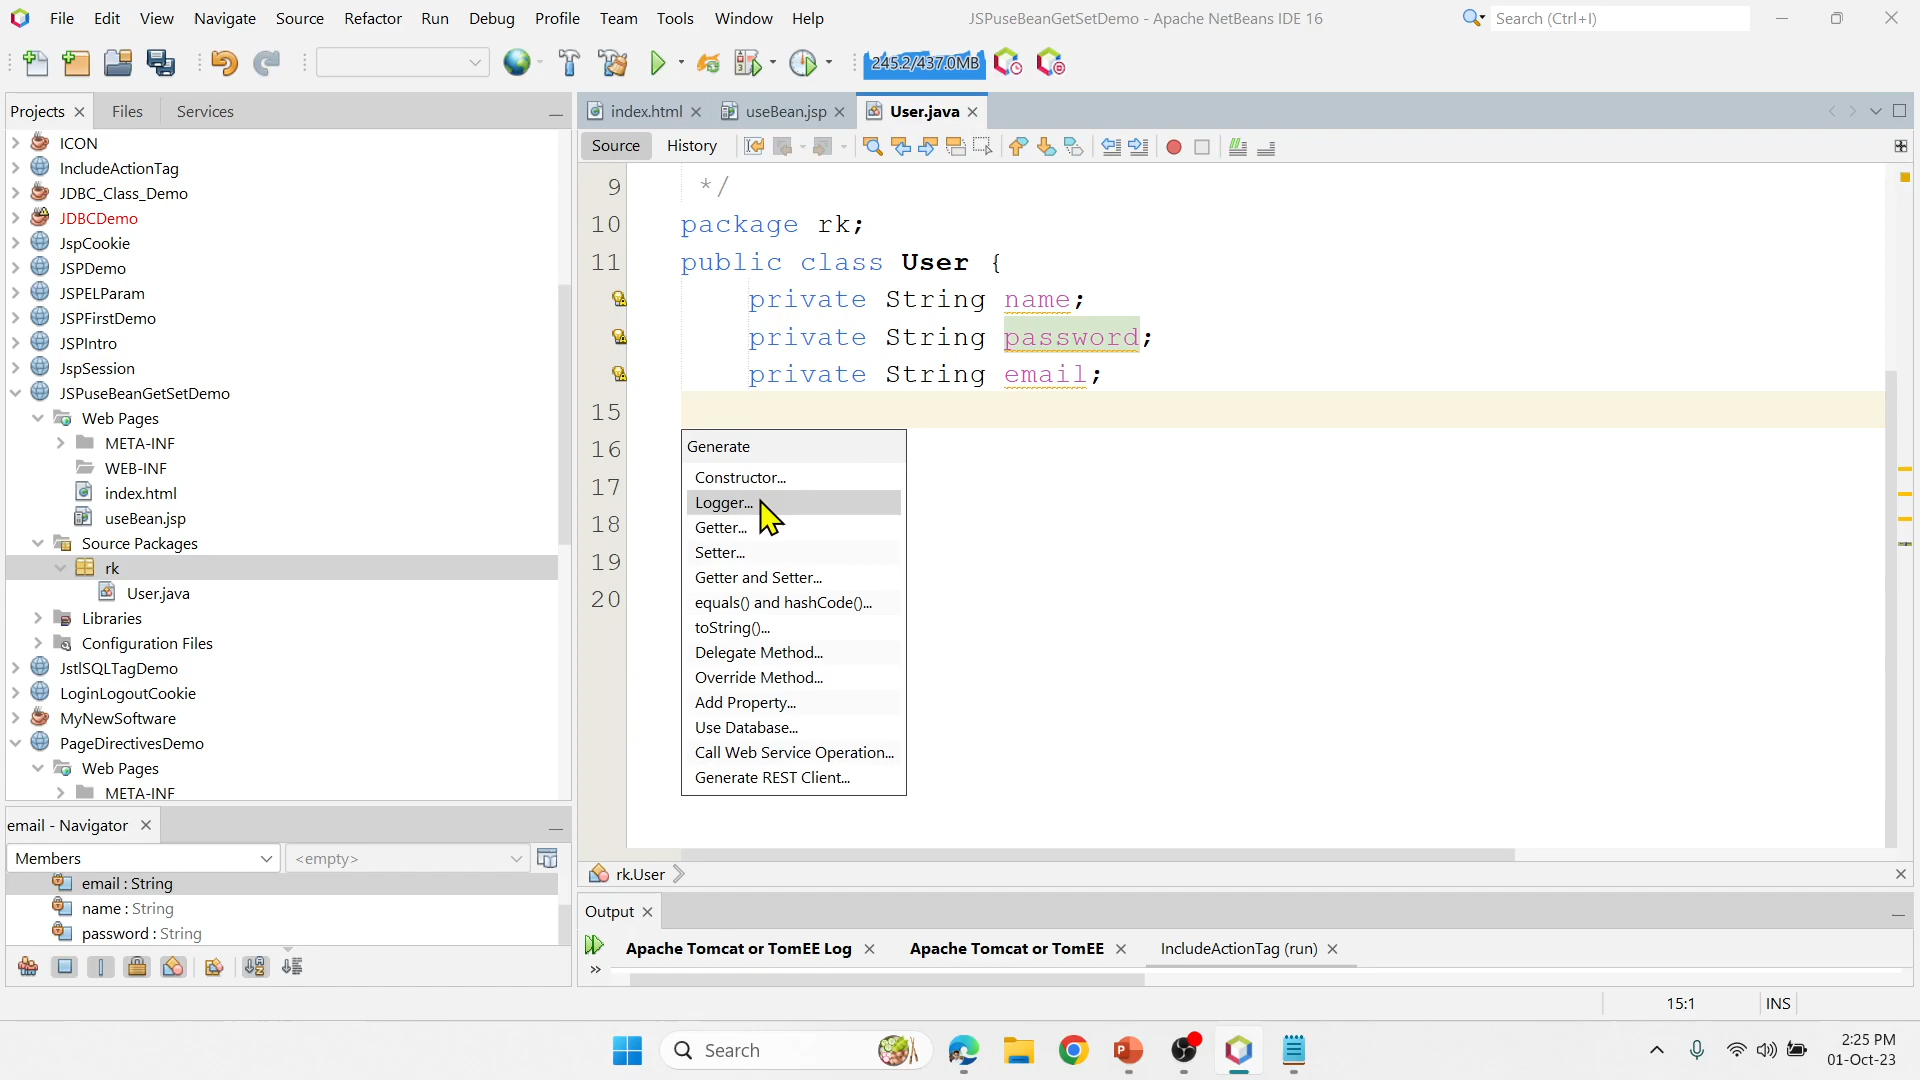 File Edit View Navigate Source Refactor Run Debug Profile Team Tools Window Help
JSPuseBeanGetSetDemo - Apache NetBeans IDE 16
Search (Ctrl+I)
245.2/437.0MB
Projects Files Services
index.html useBean.jsp User.java
Source History
ICON
IncludeActionTag
JDBC_Class_Demo
JDBCDemo
JspCookie
JSPDemo
JSPELParam
JSPFirstDemo
JSPIntro
JspSession
JSPuseBeanGetSetDemo
Web Pages
META-INF
WEB-INF
index.html
useBean.jsp
Source Packages
rk
User.java
Libraries
Configuration Files
JstlSQLTagDemo
LoginLogoutCookie
MyNewSoftware
PageDirectivesDemo
Web Pages
META-INF
9 */
10 package rk;
11 public class User {
private String name;
private String password;
private String email;
15
16
17
18
19
20
Generate
Constructor...
Logger...
Getter...
Setter...
Getter and Setter...
equals() and hashCode()...
toString()...
Delegate Method...
Override Method...
Add Property...
Use Database...
Call Web Service Operation...
Generate REST Client...
rk.User
email - Navigator
Members <empty>
email : String
name : String
password : String
Output
Apache Tomcat or TomEE Log Apache Tomcat or TomEE IncludeActionTag (run)
15:1 INS
Search
2:25 PM
01-Oct-23